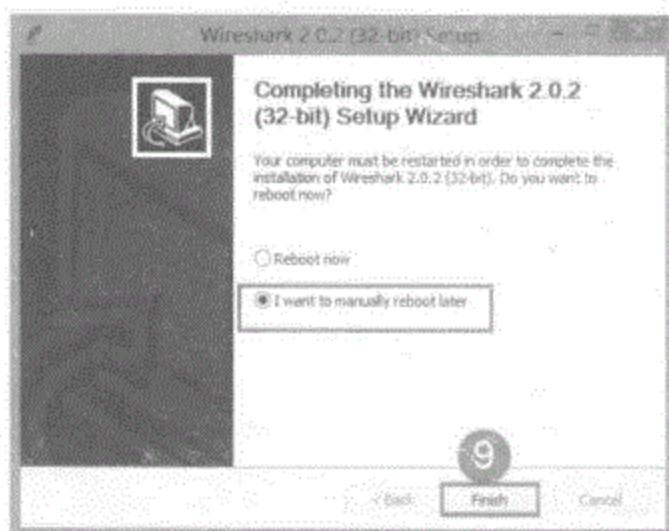 Wireshark 2.0.2 (32-bit) Setup
Completing the Wireshark 2.0.2
(32-bit) Setup Wizard
Your computer must be restarted in order to complete the
installation of Wireshark 2.0.2 (32-bit). Do you want to
reboot now?
Reboot now
I want to manually reboot later
9
< Back
Finish
Cancel